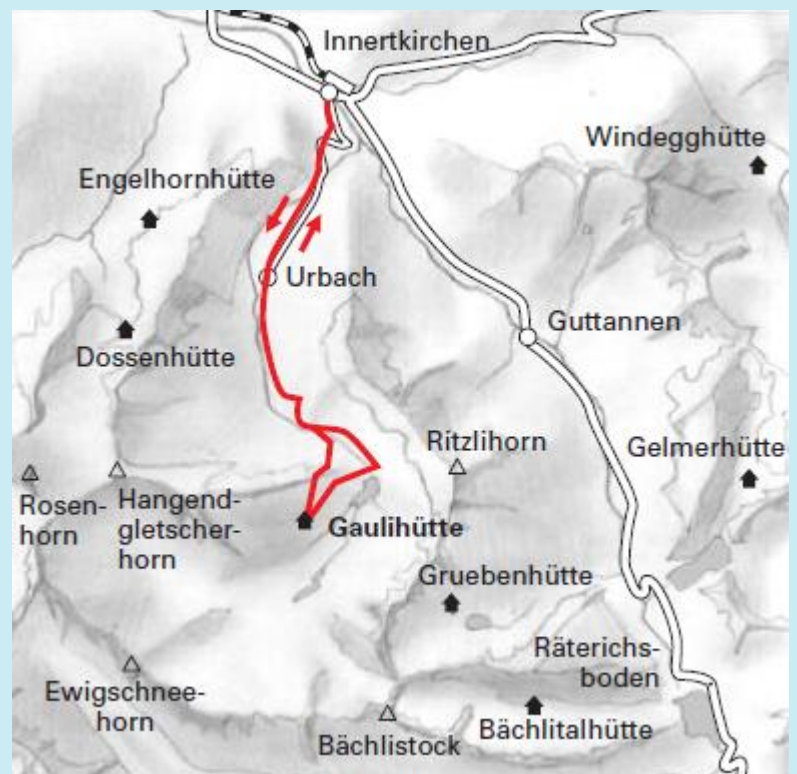 Innertkirchen
Windegghütte
Engelhornhütte
Urbach
Guttannen
Dossenhütte
Ritzlihorn
Gelmerhütte
Rosen-
horn
Hangend-
gletscher-
horn
Gaulihütte
Gruebenhütte
Räterichs-
boden
Ewigschnee-
horn
Bächlistock
Bächlitalhütte